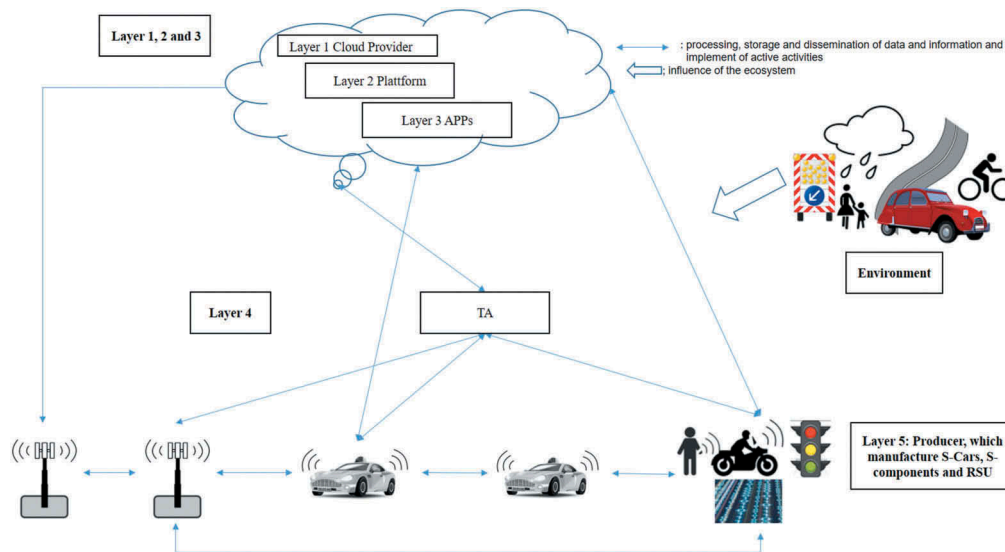 Layer 1, 2 and 3
Layer 1 Cloud Provider
Layer 2 Plattform
Layer 3 APPs
: processing, storage and dissemination of data and information and
implement of active activities
; influence of the ecosystem
Environment
Layer 4
TA
Layer 5: Producer, which
manufacture S-Cars, S-
components and RSU